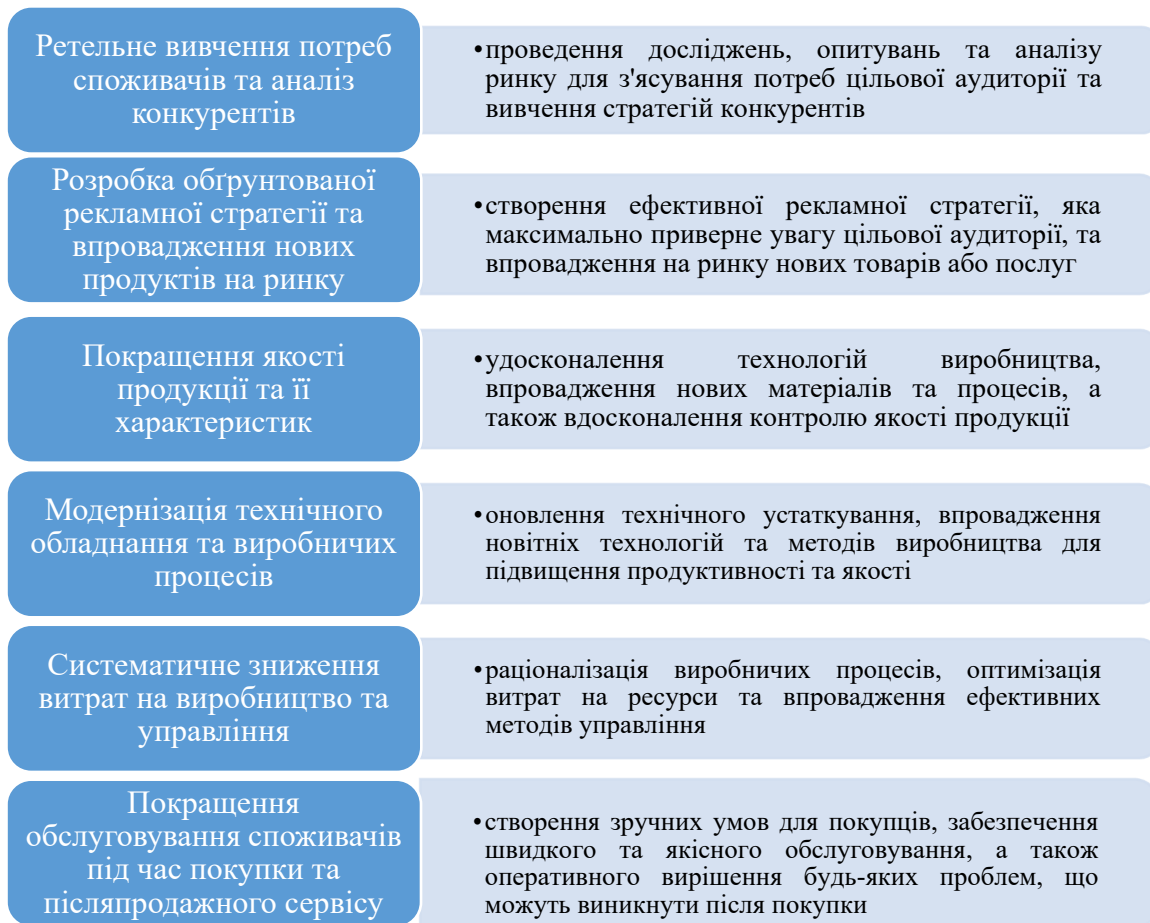 Ретельне вивчення потреб
споживачів та аналіз
конкурентів
•проведення досліджень, опитувань та аналізу
ринку для з'ясування потреб цільової аудиторії та
вивчення стратегій конкурентів
Розробка обґрунтованої
рекламної стратегії та
впровадження нових
продуктів на ринку
•створення ефективної рекламної стратегії, яка
максимально приверне увагу цільової аудиторії, та
впровадження на ринку нових товарів або послуг
Покращення якості
продукції та її
характеристик
•удосконалення технологій виробництва,
впровадження нових матеріалів та процесів, а
також вдосконалення контролю якості продукції
Модернізація технічного
обладнання та виробничих
процесів
•оновлення технічного устаткування, впровадження
новітніх технологій та методів виробництва для
підвищення продуктивності та якості
Систематичне зниження
витрат на виробництво та
управління
•раціоналізація виробничих процесів, оптимізація
витрат на ресурси та впровадження ефективних
методів управління
Покращення
обслуговування споживачів
під час покупки та
післяпродажного сервісу
•створення зручних умов для покупців, забезпечення
швидкого та якісного обслуговування, а також
оперативного вирішення будь-яких проблем, що
можуть виникнути після покупки